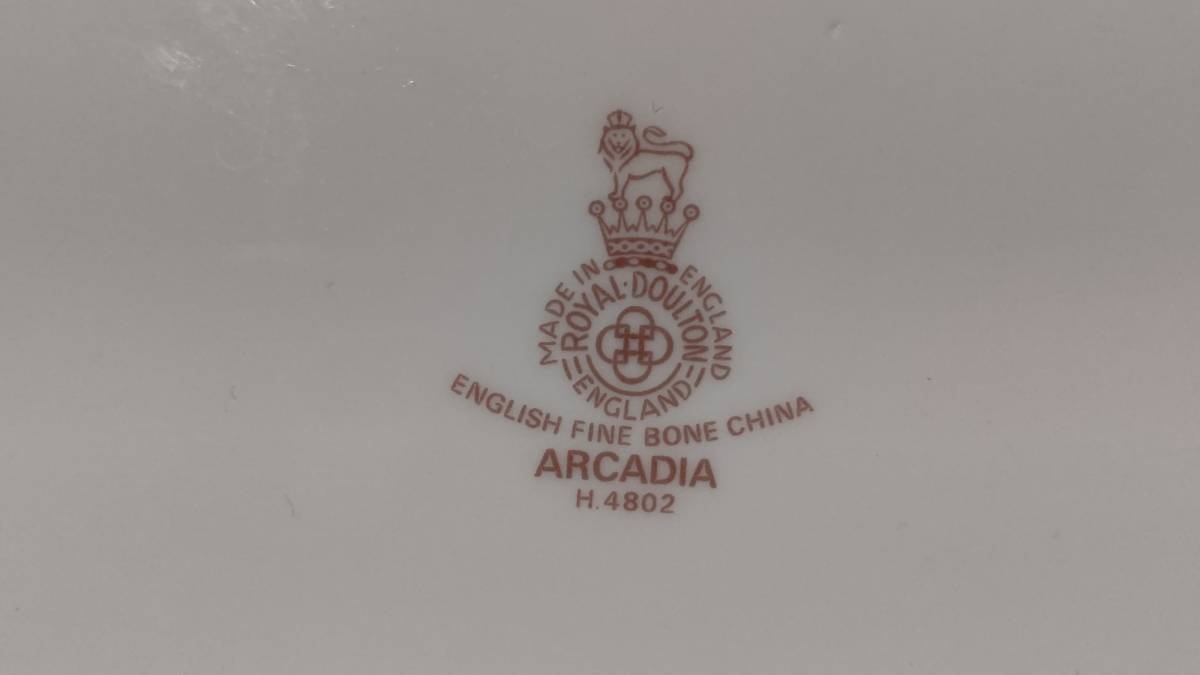 MADE IN ENGLAND
ROYAL·DOULTON
ENGLAND
ENGLISH FINE BONE CHINA
ARCADIA
H.4802